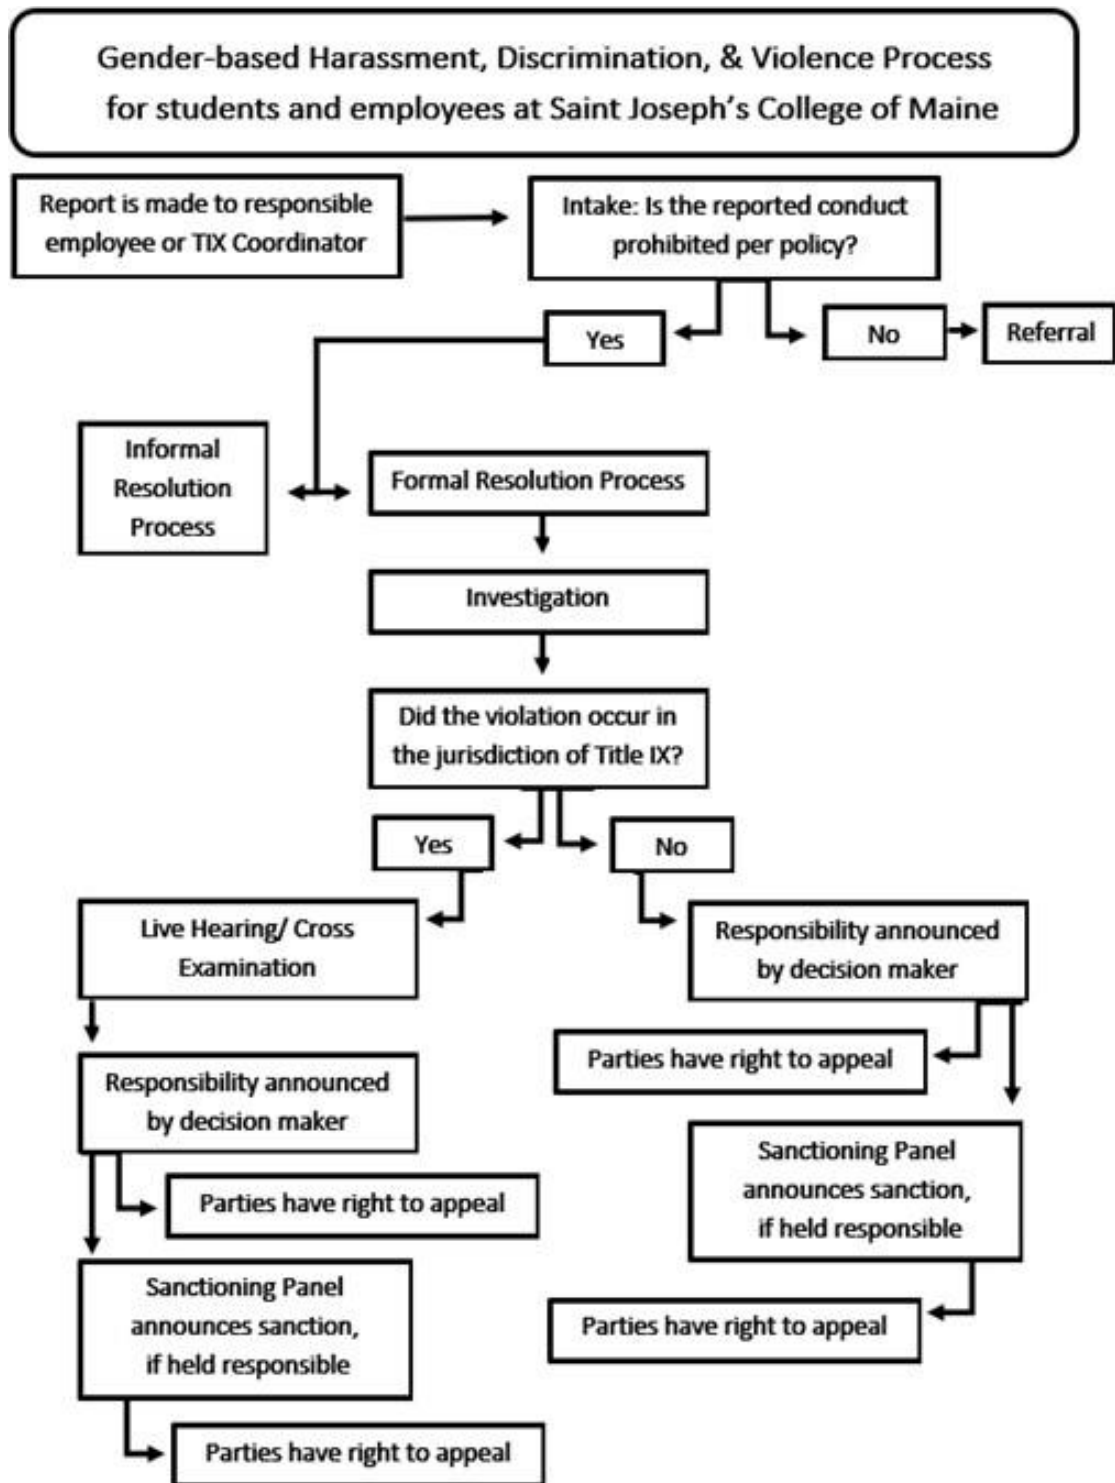 Gender-based Harassment, Discrimination, & Violence Process
for students and employees at Saint Joseph's College of Maine
Report is made to responsible
employee or TIX Coordinator
Intake: Is the reported conduct
prohibited per policy?
Yes
No
Referral
Informal
Resolution
Process
Formal Resolution Process
Investigation
Did the violation occur in
the jurisdiction of Title IX?
Yes
No
Live Hearing/ Cross
Examination
Responsibility announced
by decision maker
Parties have right to appeal
Responsibility announced
by decision maker
Parties have right to appeal
Sanctioning Panel
announces sanction,
if held responsible
Sanctioning Panel
announces sanction,
if held responsible
Parties have right to appeal
Parties have right to appeal